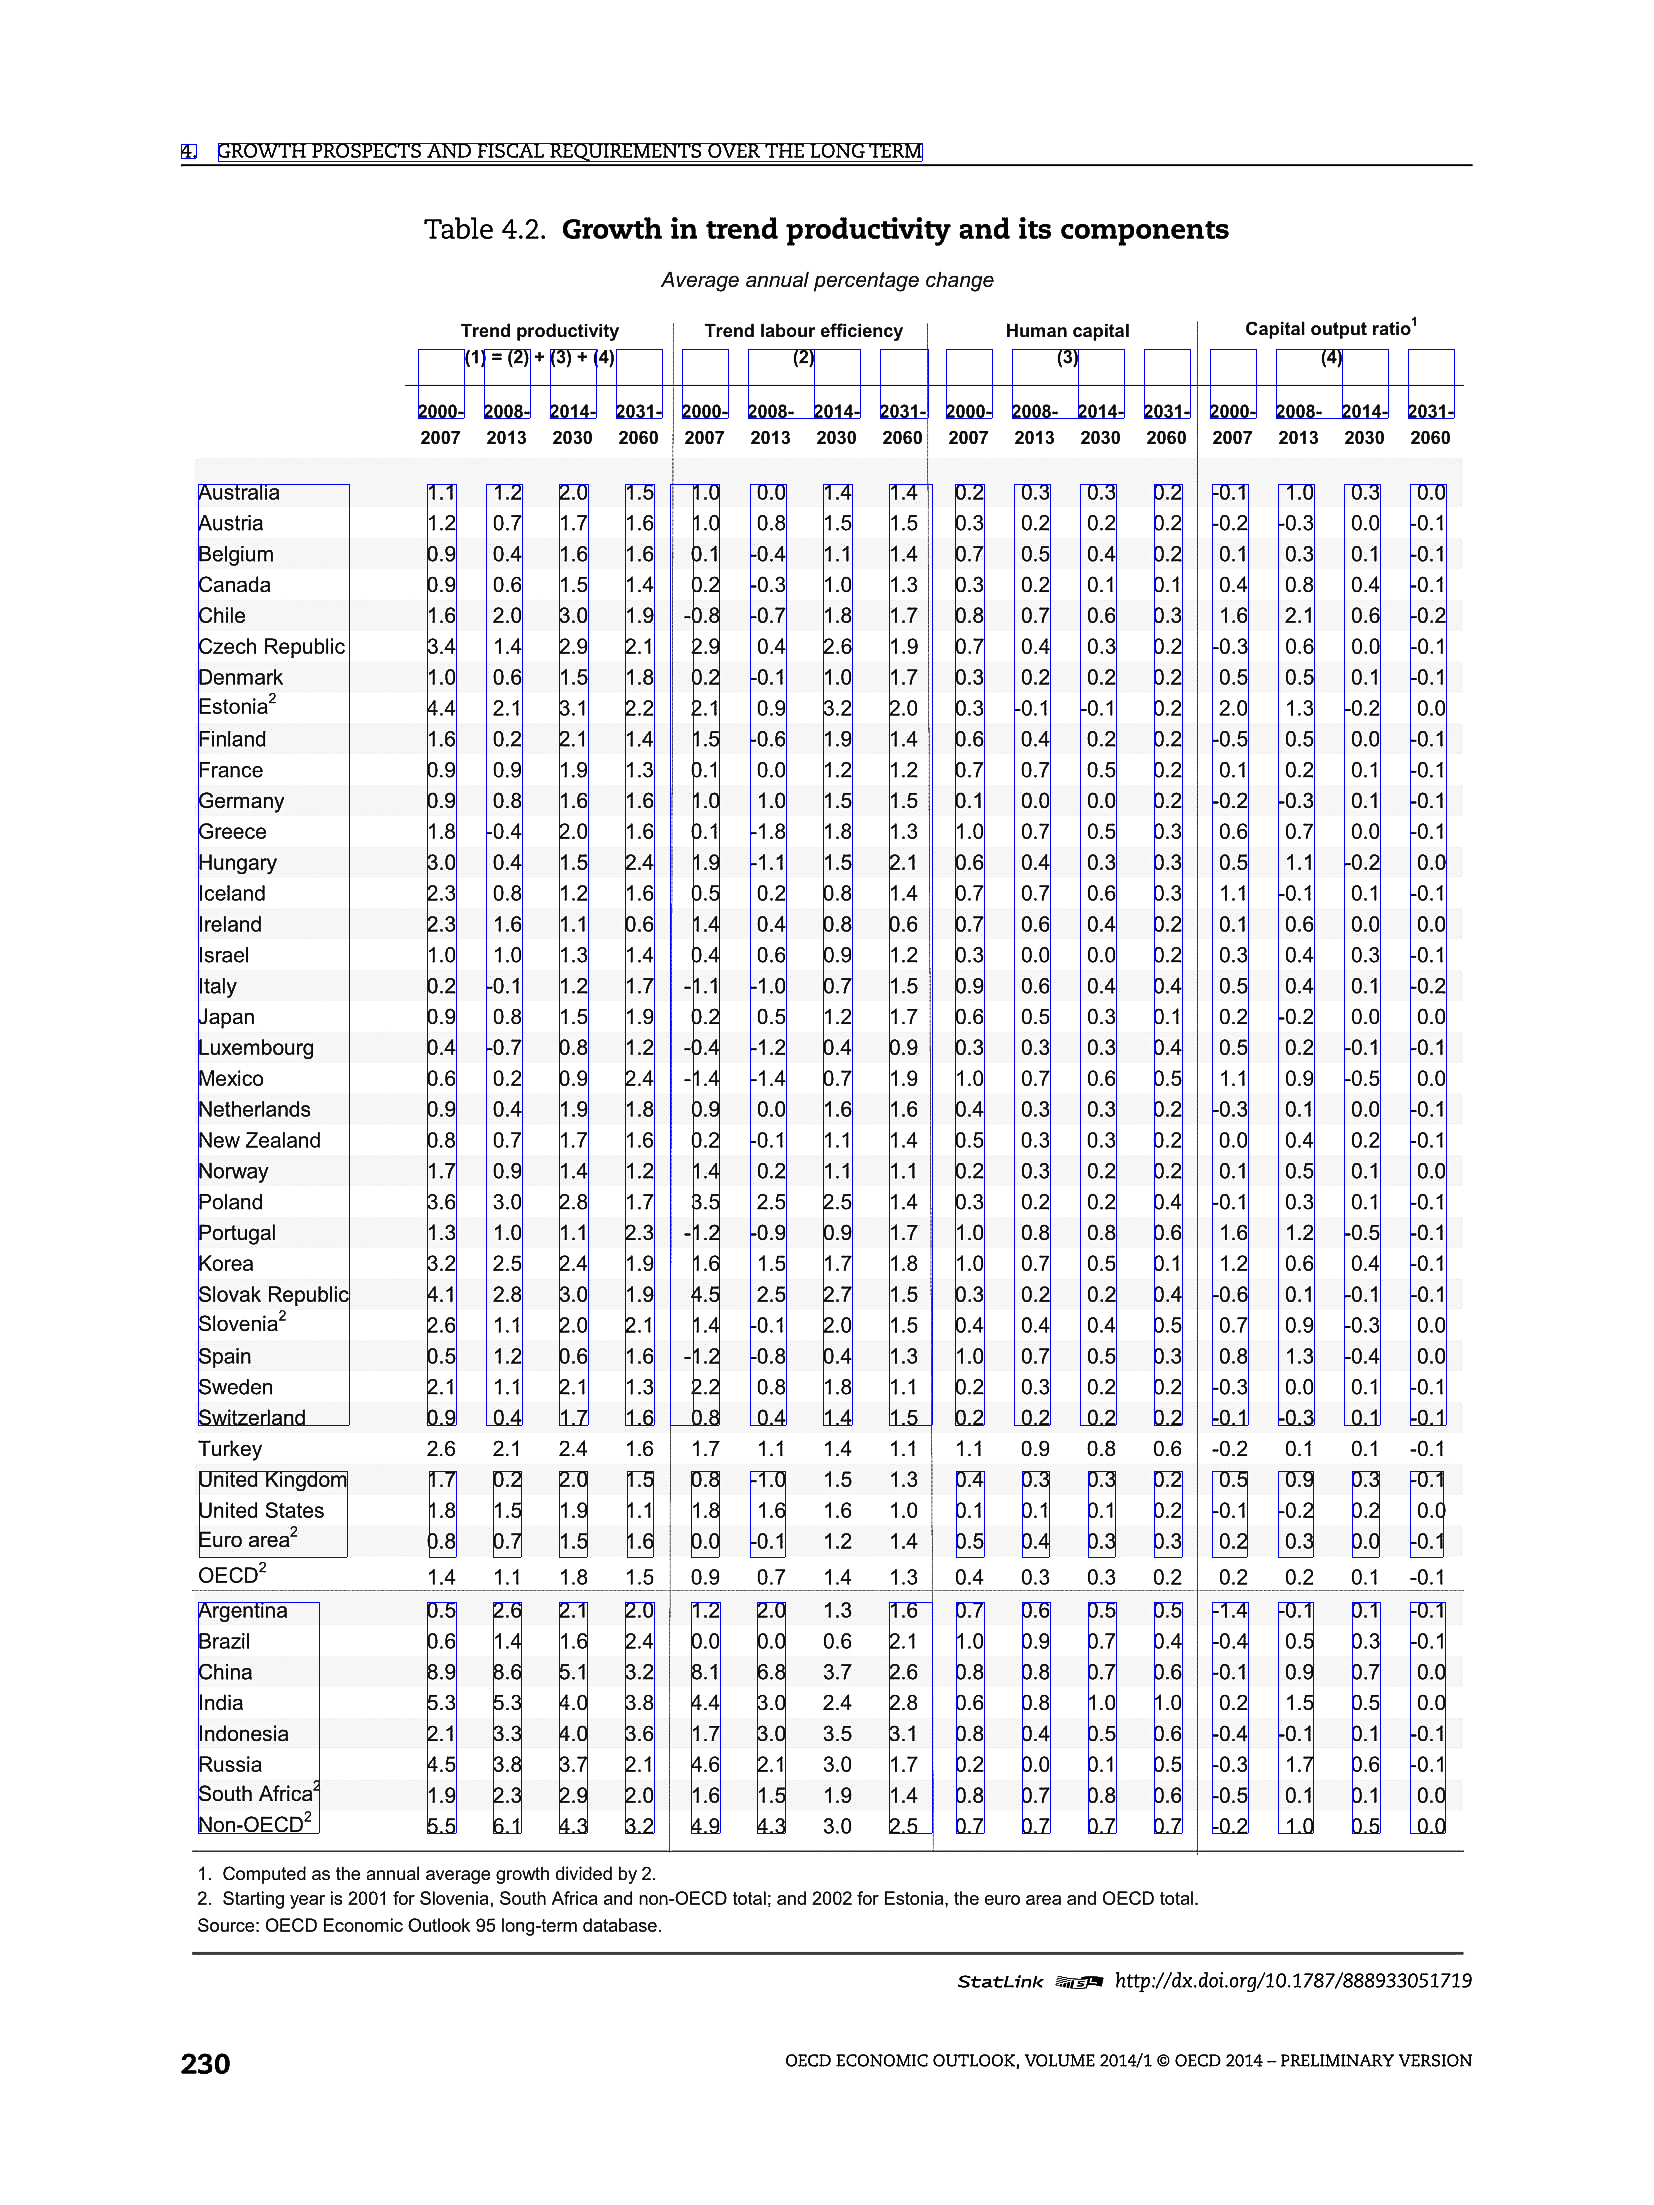 4. GROWTH PROSPECTS AND FISCAL REQUIREMENTS OVER THE LONG TERM
Table 4.2. Growth in trend productivity and its components
Average annual percentage change
Trend productivity Trend labour efficiency Human capital Capital output ratio1
(1) = (2) + (3) + (4) (2) (3) (4)
2000- 2008- 2014- 2031- 2000- 2008- 2014- 2031- 2000- 2008- 2014- 2031- 2000- 2008- 2014- 2031-
2007 2013 2030 2060 2007 2013 2030 2060 2007 2013 2030 2060 2007 2013 2030 2060
Australia 1.1 1.2 2.0 1.5 1.0 0.0 1.4 1.4 0.2 0.3 0.3 0.2 -0.1 1.0 0.3 0.0
Austria 1.2 0.7 1.7 1.6 1.0 0.8 1.5 1.5 0.3 0.2 0.2 0.2 -0.2 -0.3 0.0 -0.1
Belgium 0.9 0.4 1.6 1.6 0.1 -0.4 1.1 1.4 0.7 0.5 0.4 0.2 0.1 0.3 0.1 -0.1
Canada 0.9 0.6 1.5 1.4 0.2 -0.3 1.0 1.3 0.3 0.2 0.1 0.1 0.4 0.8 0.4 -0.1
Chile 1.6 2.0 3.0 1.9 -0.8 -0.7 1.8 1.7 0.8 0.7 0.6 0.3 1.6 2.1 0.6 -0.2
Czech Republic 3.4 1.4 2.9 2.1 2.9 0.4 2.6 1.9 0.7 0.4 0.3 0.2 -0.3 0.6 0.0 -0.1
Denmark 1.0 0.6 1.5 1.8 0.2 -0.1 1.0 1.7 0.3 0.2 0.2 0.2 0.5 0.5 0.1 -0.1
Estonia2 4.4 2.1 3.1 2.2 2.1 0.9 3.2 2.0 0.3 -0.1 -0.1 0.2 2.0 1.3 -0.2 0.0
Finland 1.6 0.2 2.1 1.4 1.5 -0.6 1.9 1.4 0.6 0.4 0.2 0.2 -0.5 0.5 0.0 -0.1
France 0.9 0.9 1.9 1.3 0.1 0.0 1.2 1.2 0.7 0.7 0.5 0.2 0.1 0.2 0.1 -0.1
Germany 0.9 0.8 1.6 1.6 1.0 1.0 1.5 1.5 0.1 0.0 0.0 0.2 -0.2 -0.3 0.1 -0.1
Greece 1.8 -0.4 2.0 1.6 0.1 -1.8 1.8 1.3 1.0 0.7 0.5 0.3 0.6 0.7 0.0 -0.1
Hungary 3.0 0.4 1.5 2.4 1.9 -1.1 1.5 2.1 0.6 0.4 0.3 0.3 0.5 1.1 -0.2 0.0
Iceland 2.3 0.8 1.2 1.6 0.5 0.2 0.8 1.4 0.7 0.7 0.6 0.3 1.1 -0.1 0.1 -0.1
Ireland 2.3 1.6 1.1 0.6 1.4 0.4 0.8 0.6 0.7 0.6 0.4 0.2 0.1 0.6 0.0 0.0
Israel 1.0 1.0 1.3 1.4 0.4 0.6 0.9 1.2 0.3 0.0 0.0 0.2 0.3 0.4 0.3 -0.1
Italy 0.2 -0.1 1.2 1.7 -1.1 -1.0 0.7 1.5 0.9 0.6 0.4 0.4 0.5 0.4 0.1 -0.2
Japan 0.9 0.8 1.5 1.9 0.2 0.5 1.2 1.7 0.6 0.5 0.3 0.1 0.2 -0.2 0.0 0.0
Luxembourg 0.4 -0.7 0.8 1.2 -0.4 -1.2 0.4 0.9 0.3 0.3 0.3 0.4 0.5 0.2 -0.1 -0.1
Mexico 0.6 0.2 0.9 2.4 -1.4 -1.4 0.7 1.9 1.0 0.7 0.6 0.5 1.1 0.9 -0.5 0.0
Netherlands 0.9 0.4 1.9 1.8 0.9 0.0 1.6 1.6 0.4 0.3 0.3 0.2 -0.3 0.1 0.0 -0.1
New Zealand 0.8 0.7 1.7 1.6 0.2 -0.1 1.1 1.4 0.5 0.3 0.3 0.2 0.0 0.4 0.2 -0.1
Norway 1.7 0.9 1.4 1.2 1.4 0.2 1.1 1.1 0.2 0.3 0.2 0.2 0.1 0.5 0.1 0.0
Poland 3.6 3.0 2.8 1.7 3.5 2.5 2.5 1.4 0.3 0.2 0.2 0.4 -0.1 0.3 0.1 -0.1
Portugal 1.3 1.0 1.1 2.3 -1.2 -0.9 0.9 1.7 1.0 0.8 0.8 0.6 1.6 1.2 -0.5 -0.1
Korea 3.2 2.5 2.4 1.9 1.6 1.5 1.7 1.8 1.0 0.7 0.5 0.1 1.2 0.6 0.4 -0.1
Slovak Republic 4.1 2.8 3.0 1.9 4.5 2.5 2.7 1.5 0.3 0.2 0.2 0.4 -0.6 0.1 -0.1 -0.1
Slovenia2 2.6 1.1 2.0 2.1 1.4 -0.1 2.0 1.5 0.4 0.4 0.4 0.5 0.7 0.9 -0.3 0.0
Spain 0.5 1.2 0.6 1.6 -1.2 -0.8 0.4 1.3 1.0 0.7 0.5 0.3 0.8 1.3 -0.4 0.0
Sweden 2.1 1.1 2.1 1.3 2.2 0.8 1.8 1.1 0.2 0.3 0.2 0.2 -0.3 0.0 0.1 -0.1
Switzerland 0.9 0.4 1.7 1.6 0.8 0.4 1.4 1.5 0.2 0.2 0.2 0.2 -0.1 -0.3 0.1 -0.1
Turkey 2.6 2.1 2.4 1.6 1.7 1.1 1.4 1.1 1.1 0.9 0.8 0.6 -0.2 0.1 0.1 -0.1
United Kingdom 1.7 0.2 2.0 1.5 0.8 -1.0 1.5 1.3 0.4 0.3 0.3 0.2 0.5 0.9 0.3 -0.1
United States 1.8 1.5 1.9 1.1 1.8 1.6 1.6 1.0 0.1 0.1 0.1 0.2 -0.1 -0.2 0.2 0.0
Euro area2 0.8 0.7 1.5 1.6 0.0 -0.1 1.2 1.4 0.5 0.4 0.3 0.3 0.2 0.3 0.0 -0.1
OECD2 1.4 1.1 1.8 1.5 0.9 0.7 1.4 1.3 0.4 0.3 0.3 0.2 0.2 0.2 0.1 -0.1
Argentina 0.5 2.6 2.1 2.0 1.2 2.0 1.3 1.6 0.7 0.6 0.5 0.5 -1.4 -0.1 0.1 -0.1
Brazil 0.6 1.4 1.6 2.4 0.0 0.0 0.6 2.1 1.0 0.9 0.7 0.4 -0.4 0.5 0.3 -0.1
China 8.9 8.6 5.1 3.2 8.1 6.8 3.7 2.6 0.8 0.8 0.7 0.6 -0.1 0.9 0.7 0.0
India 5.3 5.3 4.0 3.8 4.4 3.0 2.4 2.8 0.6 0.8 1.0 1.0 0.2 1.5 0.5 0.0
Indonesia 2.1 3.3 4.0 3.6 1.7 3.0 3.5 3.1 0.8 0.4 0.5 0.6 -0.4 -0.1 0.1 -0.1
Russia 4.5 3.8 3.7 2.1 4.6 2.1 3.0 1.7 0.2 0.0 0.1 0.5 -0.3 1.7 0.6 -0.1
South Africa2 1.9 2.3 2.9 2.0 1.6 1.5 1.9 1.4 0.8 0.7 0.8 0.6 -0.5 0.1 0.1 0.0
Non-OECD2 5.5 6.1 4.3 3.2 4.9 4.3 3.0 2.5 0.7 0.7 0.7 0.7 -0.2 1.0 0.5 0.0
1. Computed as the annual average growth divided by 2.
2. Starting year is 2001 for Slovenia, South Africa and non-OECD total; and 2002 for Estonia, the euro area and OECD total.
Source: OECD Economic Outlook 95 long-term database.
StatLink http://dx.doi.org/10.1787/888933051719
230 OECD ECONOMIC OUTLOOK, VOLUME 2014/1 © OECD 2014 – PRELIMINARY VERSION